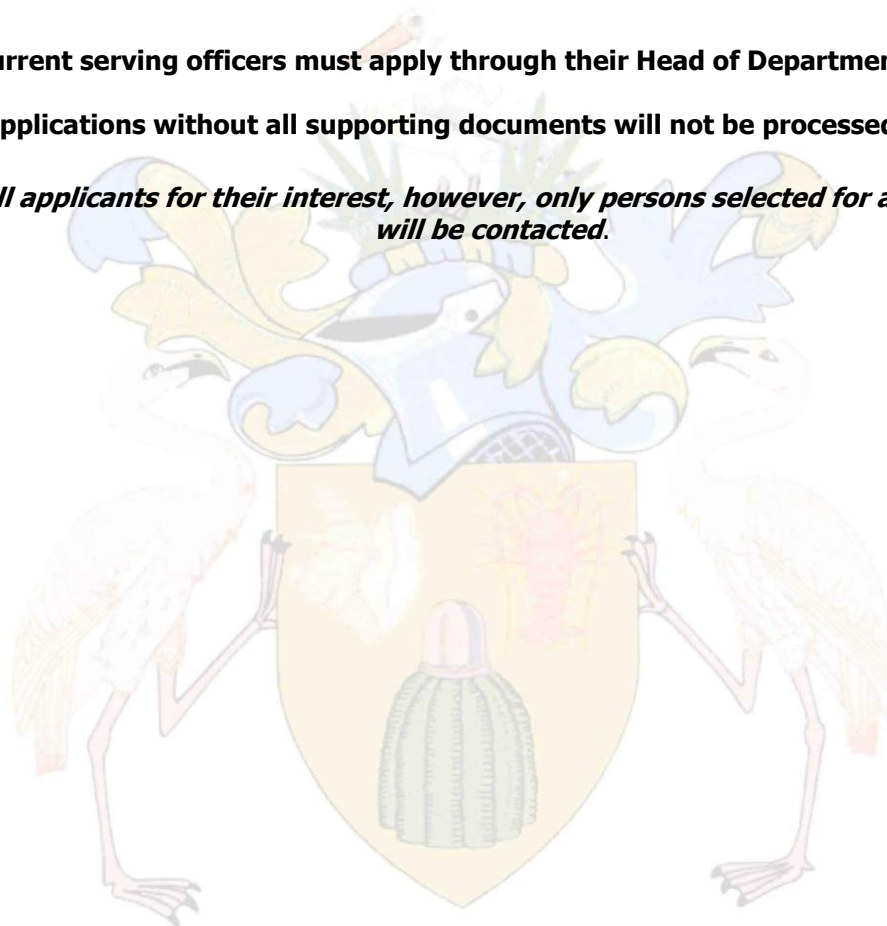 urrent serving officers must apply through their Head of Departmen
pplications without all supporting documents will not be processed
ll applicants for their interest, however, only persons selected for a
will be contacted.